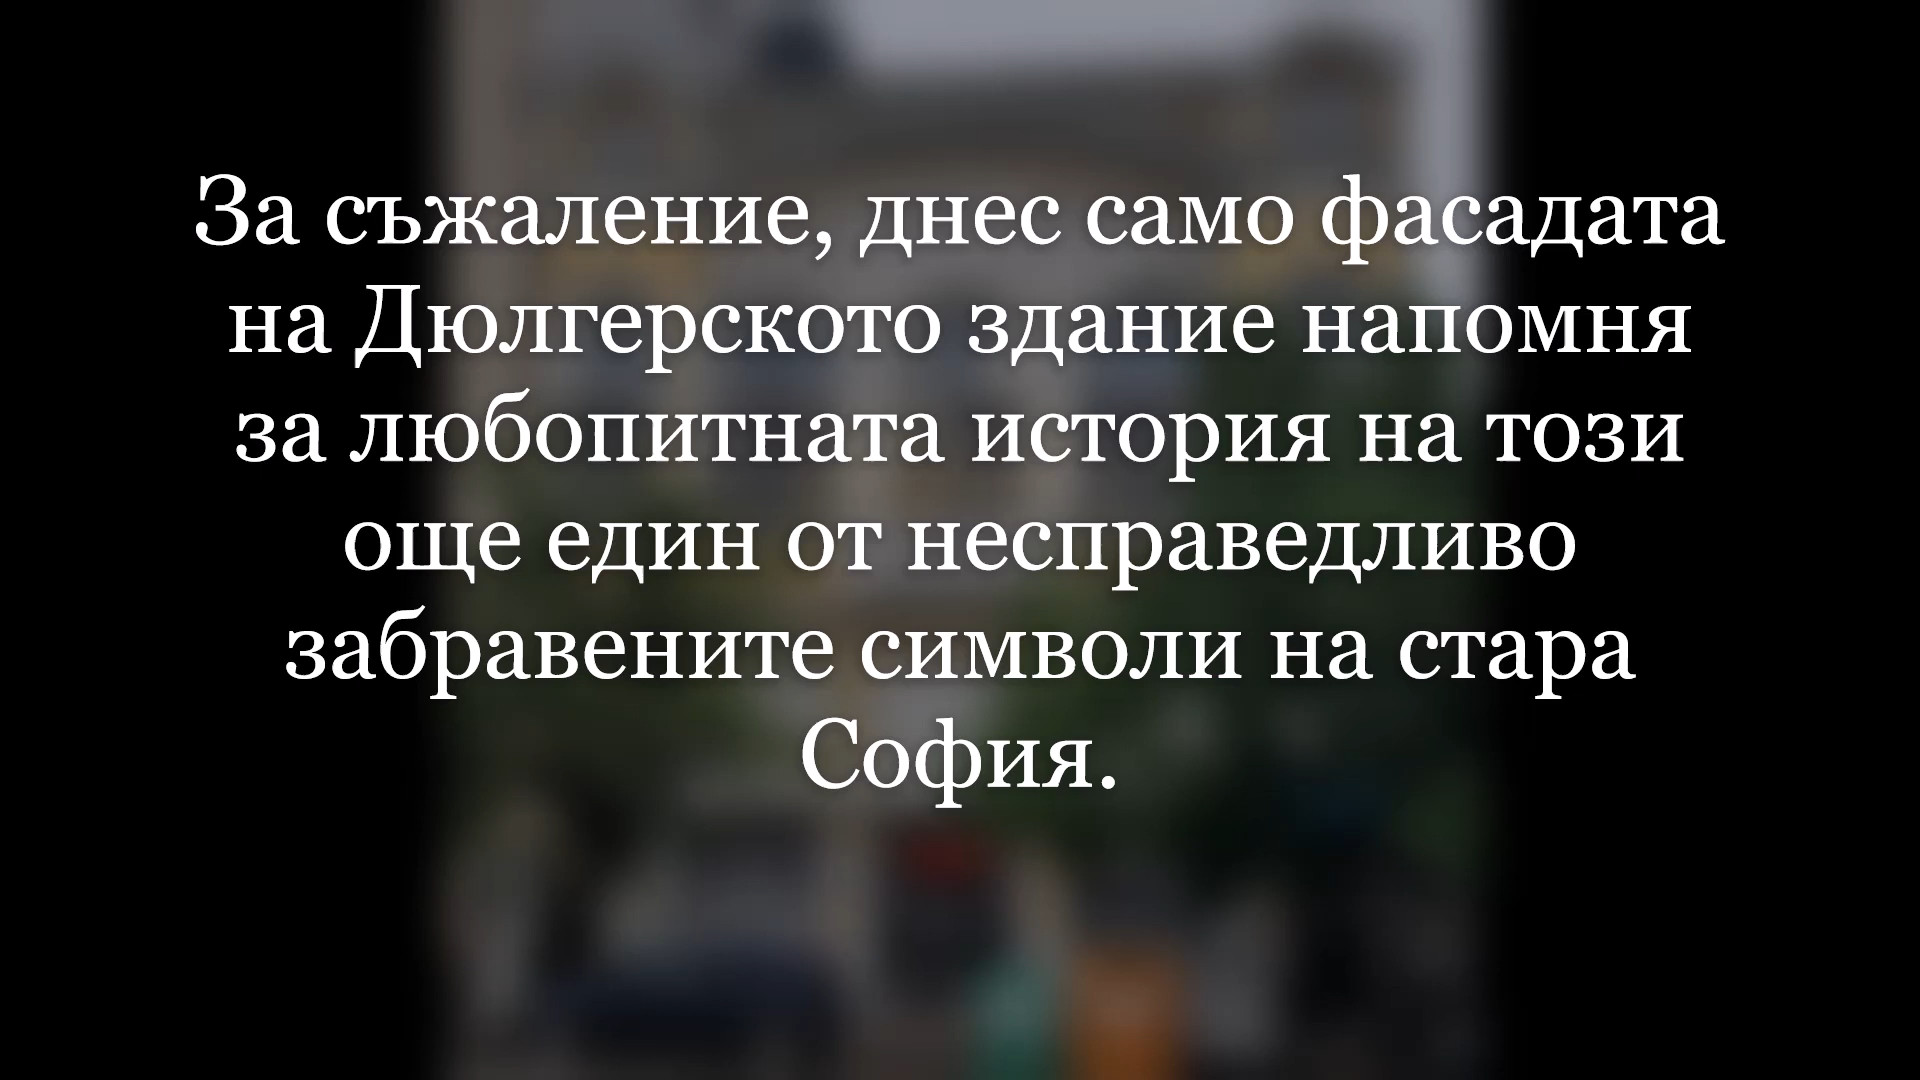 За съжаление, днес само фасадата
на Дюлгерското здание напомня
за любопитната история на този
още един от несправедливо
забравените символи на стара
София.